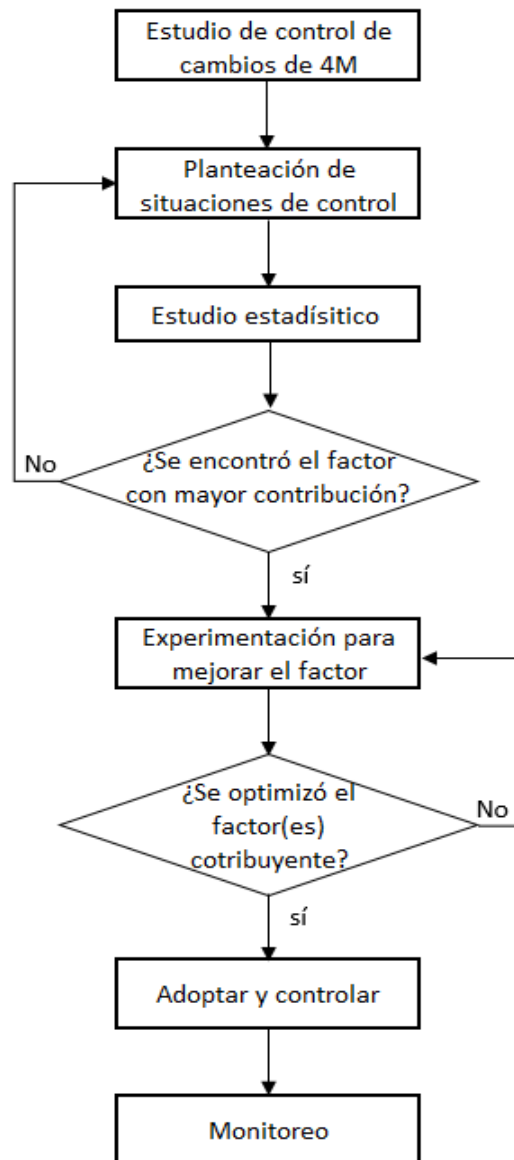 Estudio de control de
cambios de 4M
Planteación de
situaciones de control
Estudio estadísitico
¿Se encontró el factor
con mayor contribución?
No
sí
Experimentación para
mejorar el factor
¿Se optimizó el
factor(es)
cotribuyente?
No
sí
Adoptar y controlar
Monitoreo